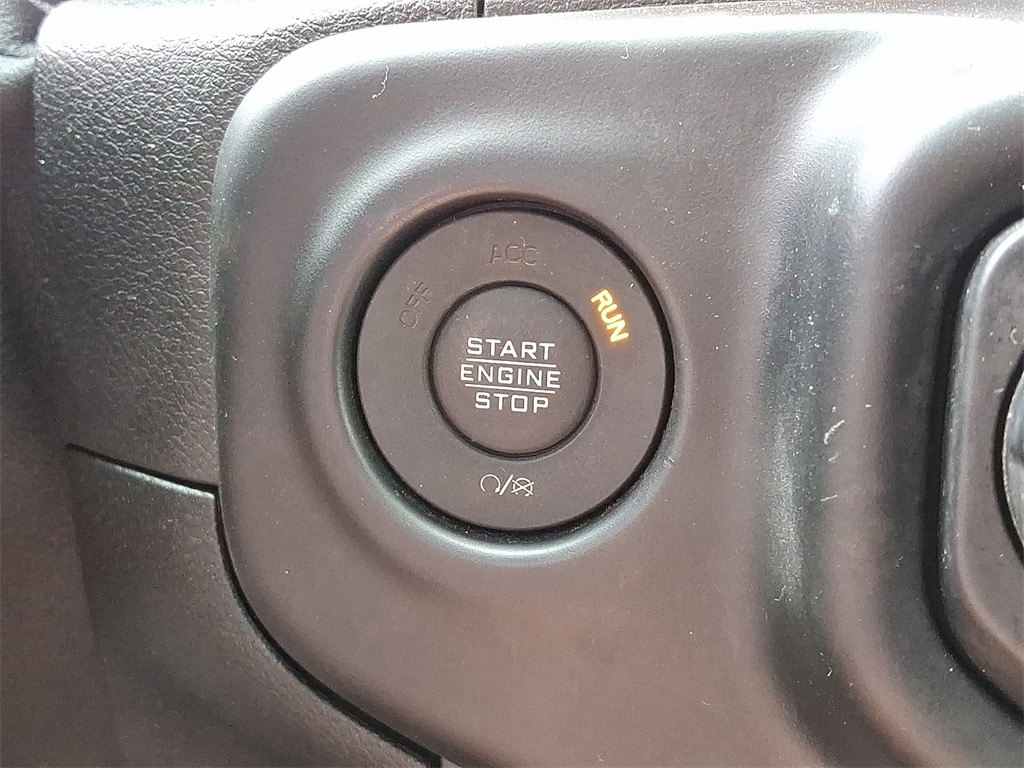 ACC
OFF
RUN
START
ENGINE
STOP